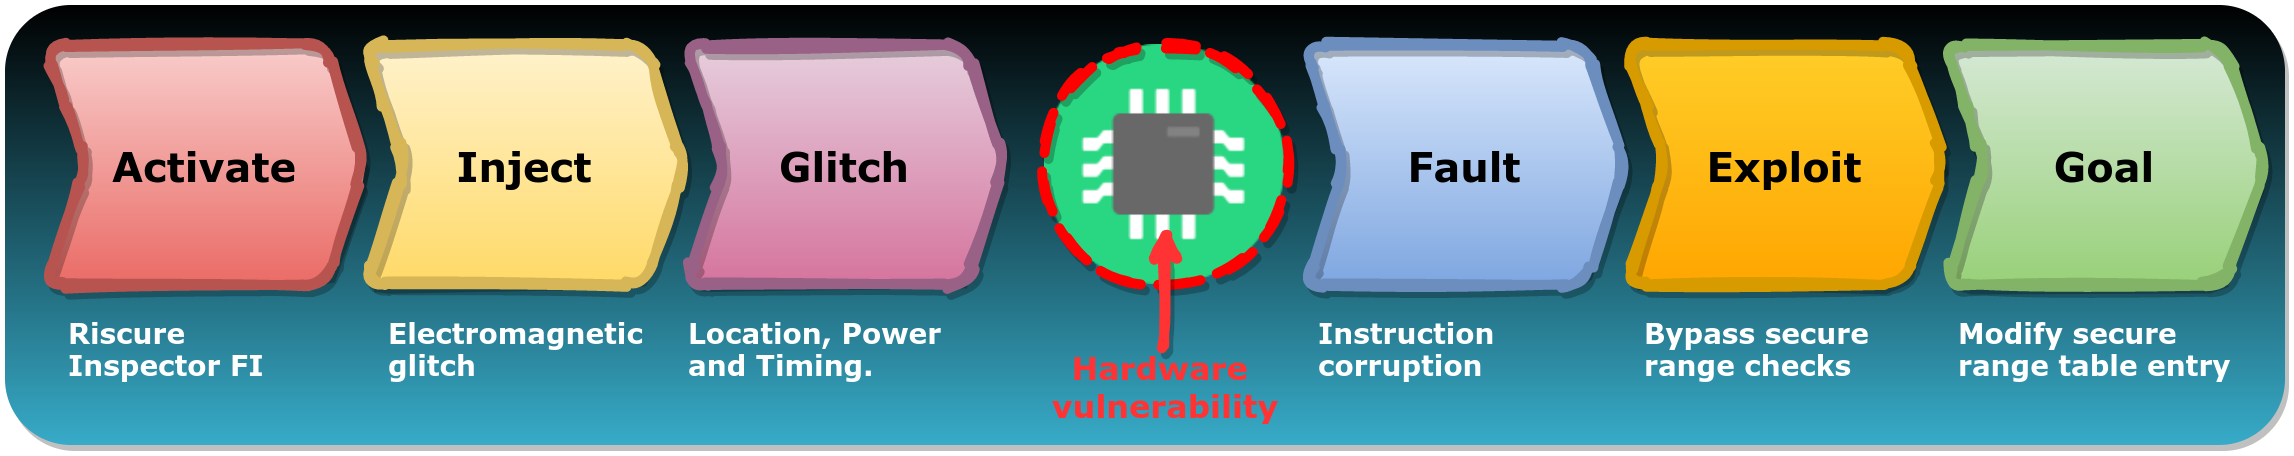 Activate
Inject
Glitch
Fault
Exploit
Goal
Riscure
Inspector FI
Electromagnetic
glitch
Location, Power
and Timing.
Hardware
vulnerability
Instruction
corruption
Bypass secure
range checks
Modify secure
range table entry